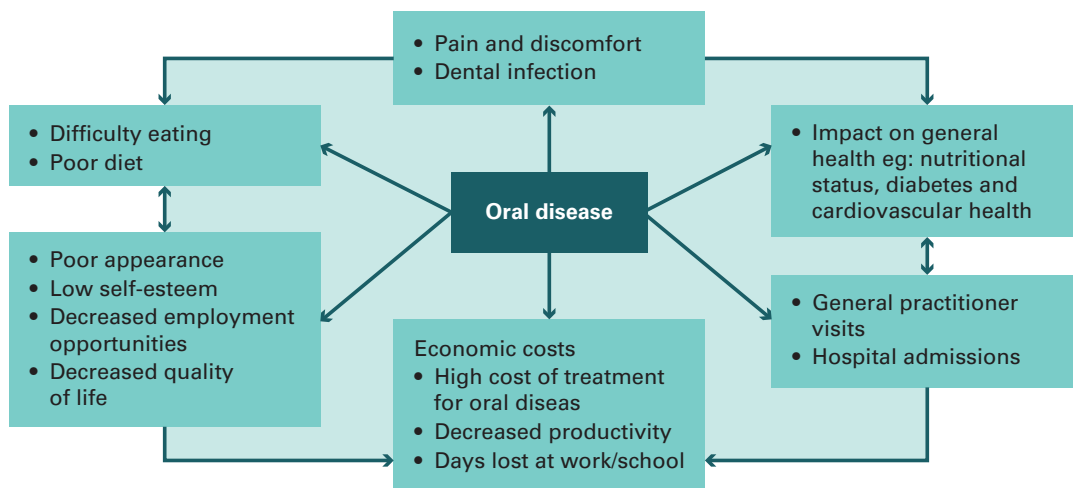 • Pain and discomfort
• Dental infection
• Difficulty eating
• Poor diet
• Impact on general
health eg: nutritional
status, diabetes and
cardiovascular health
Oral disease
• Poor appearance
• Low self-esteem
• Decreased employment
opportunities
• Decreased quality
of life
Economic costs
• High cost of treatment
for oral diseas
• Decreased productivity
• Days lost at work/school
• General practitioner
visits
• Hospital admissions